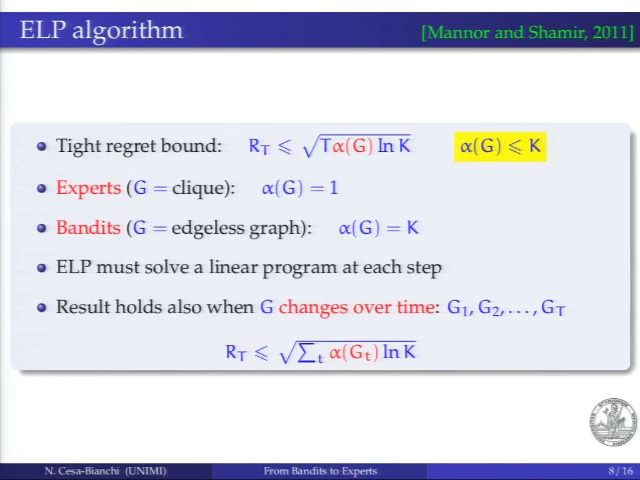 ELP algorithm [Mannor and Shamir, 2011]
• Tight regret bound: R_T ⩽ √(Tα(G) ln K) α(G) ⩽ K
• Experts (G = clique): α(G) = 1
• Bandits (G = edgeless graph): α(G) = K
• ELP must solve a linear program at each step
• Result holds also when G changes over time: G₁, G₂, . . . , G_T
R_T ⩽ √(∑_t α(G_t) ln K)
N. Cesa-Bianchi (UNIMI) From Bandits to Experts 8 / 16